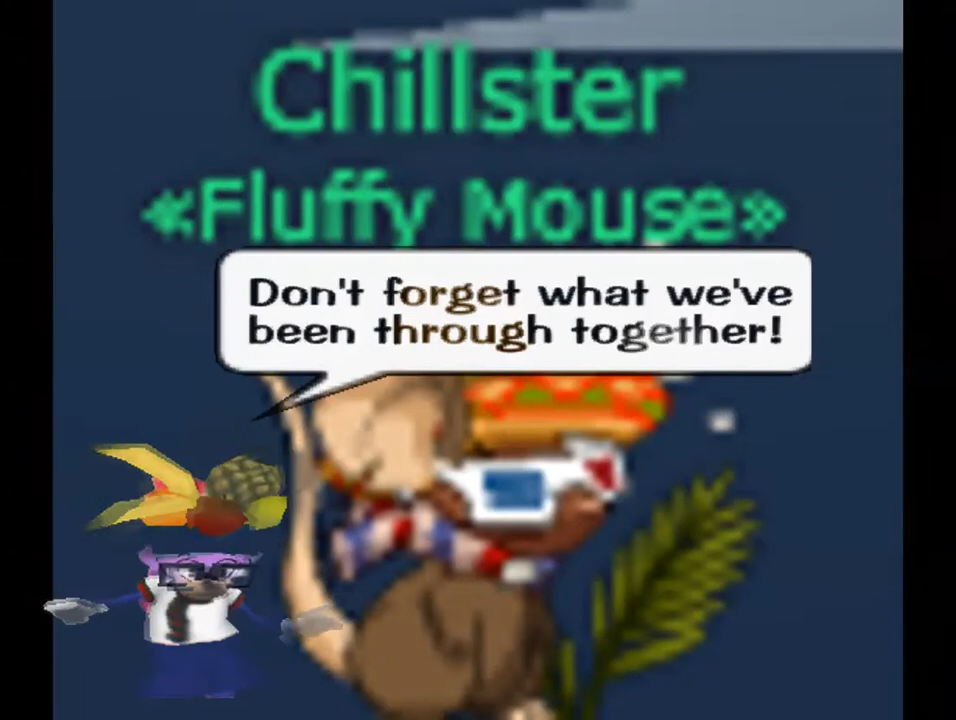 Chillster
«Fluffy Mouse»
Don't forget what we've
been through together!